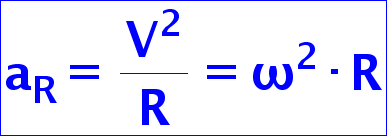 a_R = V²/R = ω² · R